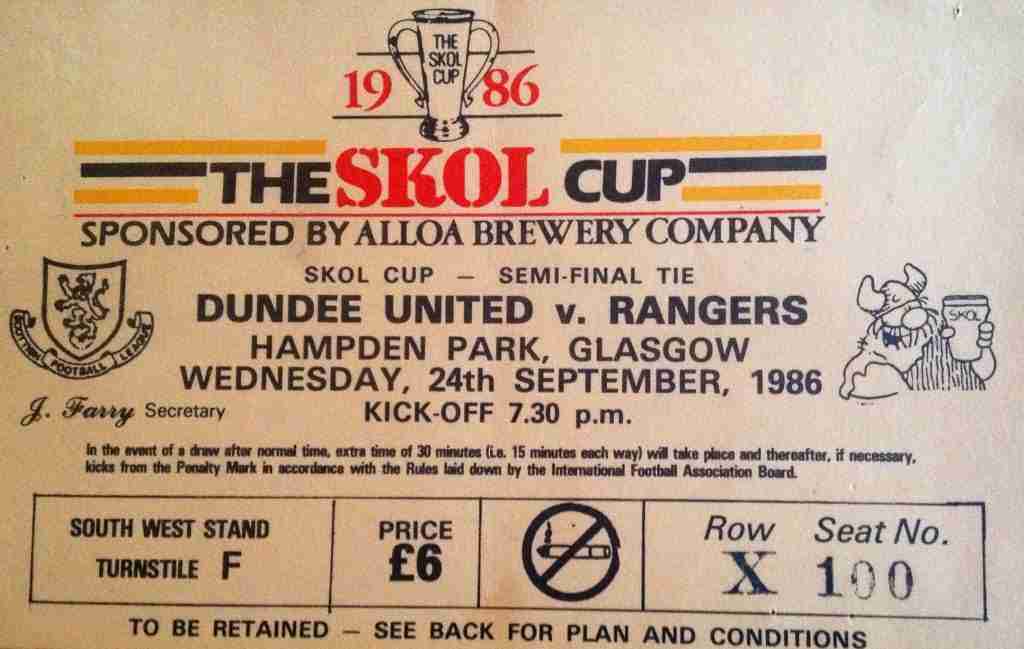 THE
SKOL
CUP
1986
THE SKOL CUP
SPONSORED BY ALLOA BREWERY COMPANY
SKOL CUP — SEMI-FINAL TIE
DUNDEE UNITED v. RANGERS
HAMPDEN PARK, GLASGOW
WEDNESDAY, 24th SEPTEMBER, 1986
KICK-OFF 7.30 p.m.
SCOTTISH FOOTBALL LEAGUE
J. Farry Secretary
SKOL
In the event of a draw after normal time, extra time of 30 minutes (i.e. 15 minutes each way) will take place and thereafter, if necessary,
kicks from the Penalty Mark in accordance with the Rules laid down by the International Football Association Board.
SOUTH WEST STAND
TURNSTILE F
PRICE
£6
Row Seat No.
X 100
TO BE RETAINED — SEE BACK FOR PLAN AND CONDITIONS